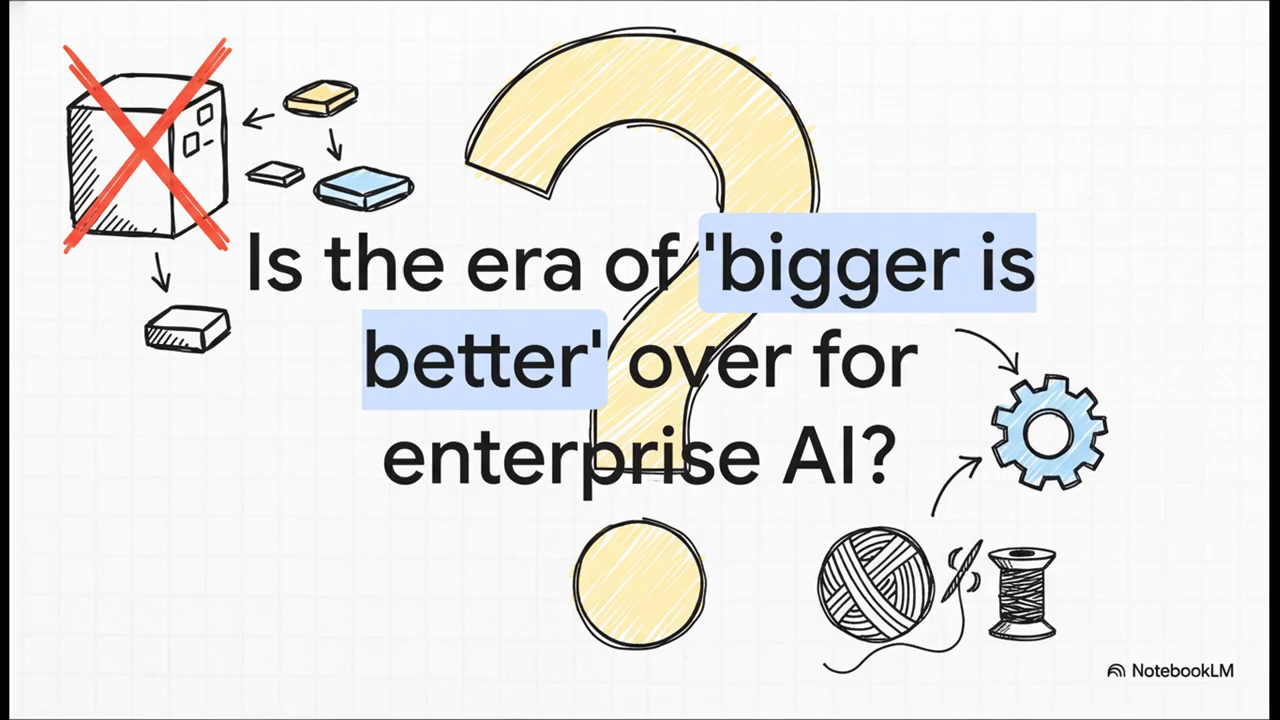 Is the era of 'bigger is
better' over for
enterprise AI?
NotebookLM